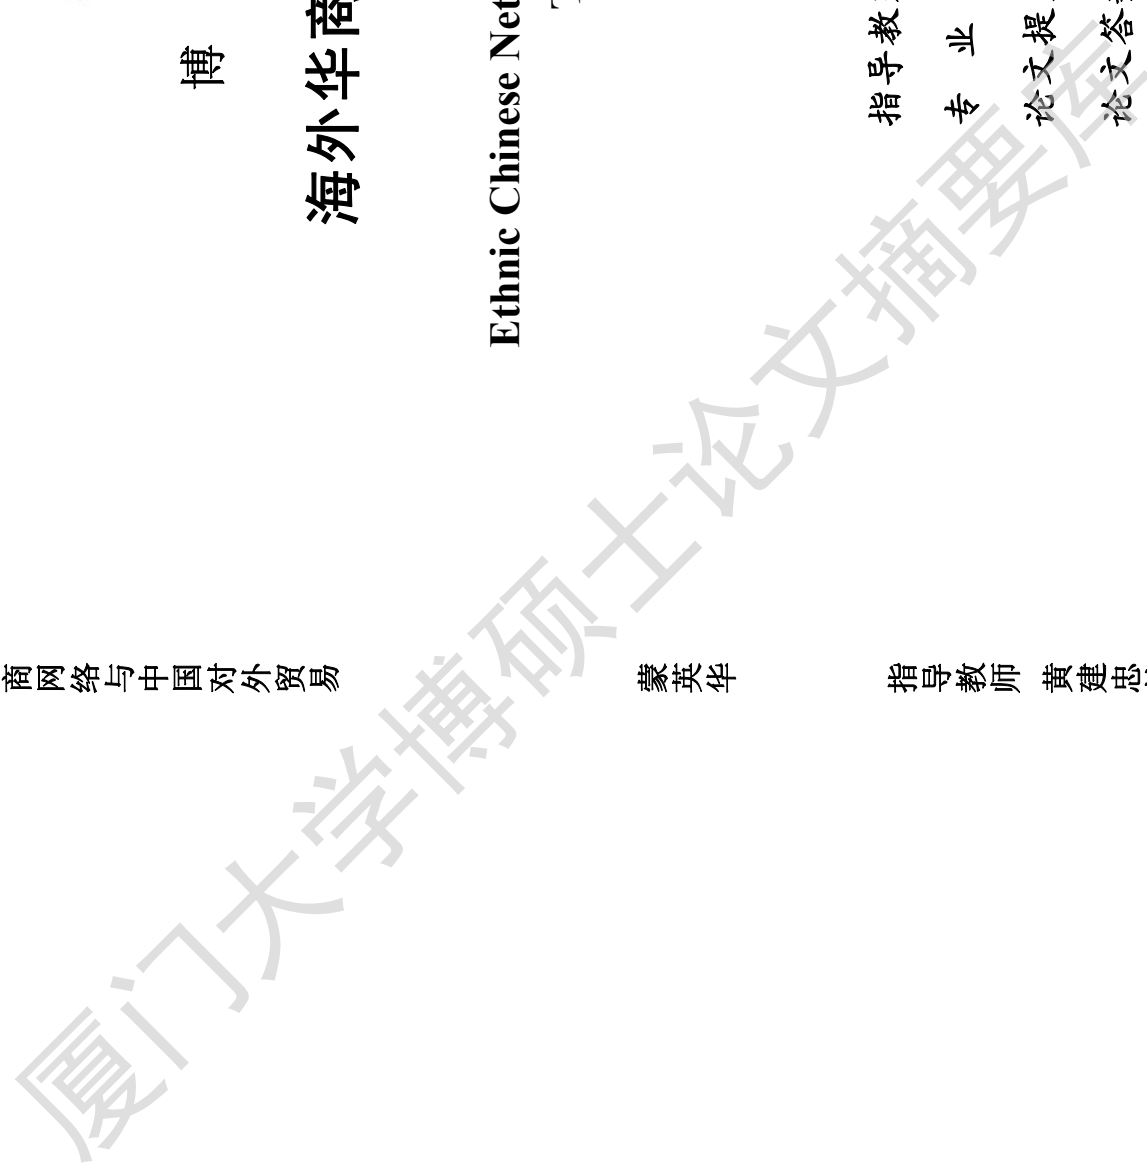 博
海外华商
Ethnic Chinese Net
指导教
专 业
论文提
论文答
商网络与中国对外贸易 蒙英华 指导教师 黄建忠
厦门大学博硕士论文摘要库